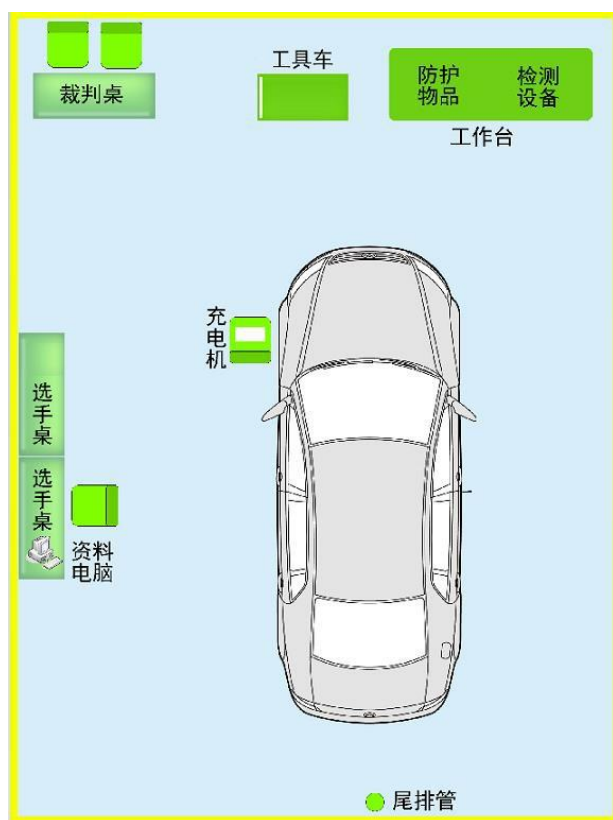 工具车
裁判桌
防护
物品
检测
设备
工作台
充
电
机
选
手
桌
选
手
桌
资料
电脑
尾排管